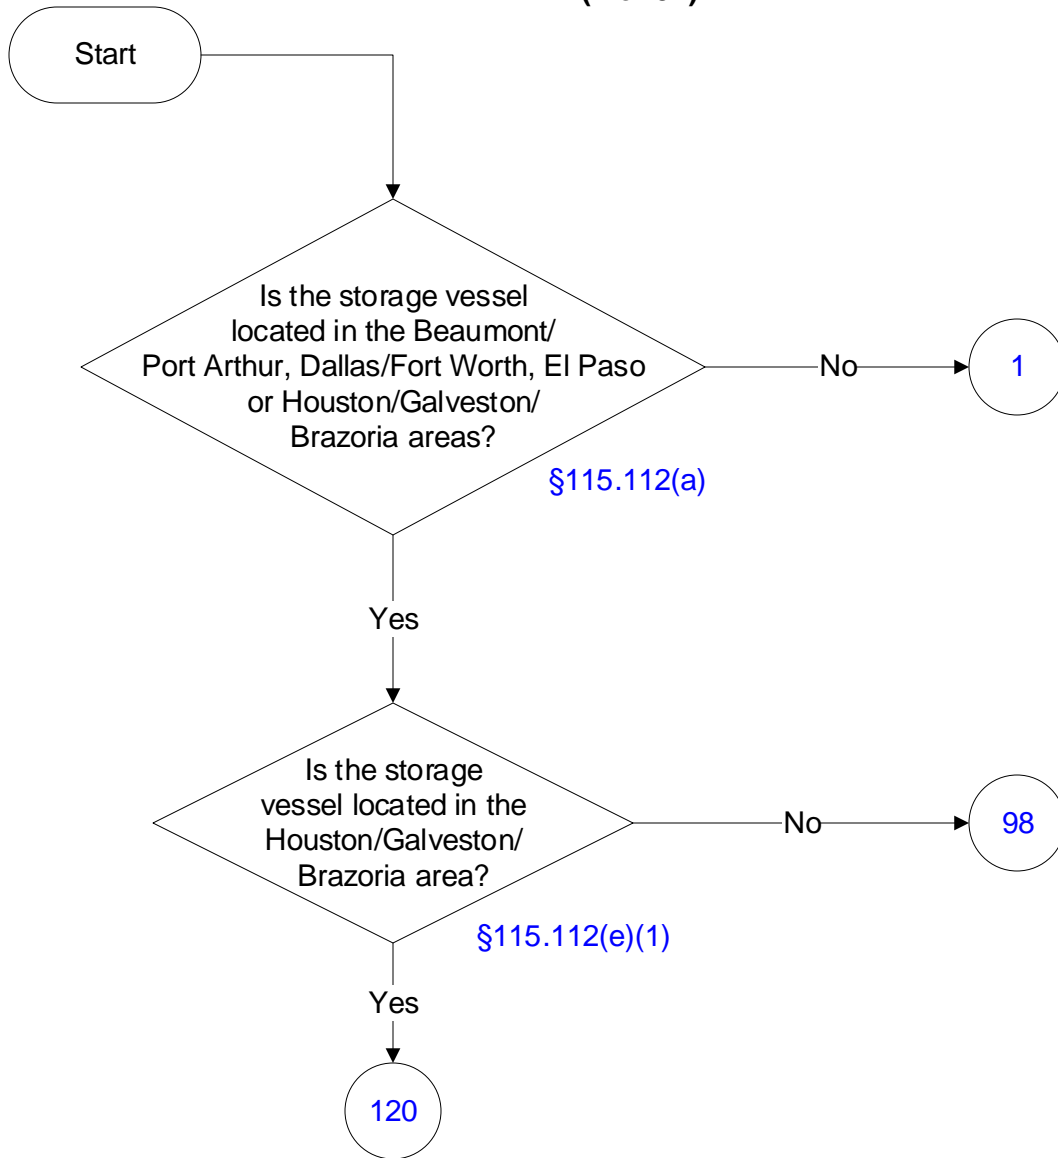 Start
Is the storage vessel
located in the Beaumont/
Port Arthur, Dallas/Fort Worth, El Paso
or Houston/Galveston/
Brazoria areas?
No
1
§115.112(a)
Yes
Is the storage
vessel located in the
Houston/Galveston/
Brazoria area?
No
98
§115.112(e)(1)
Yes
120